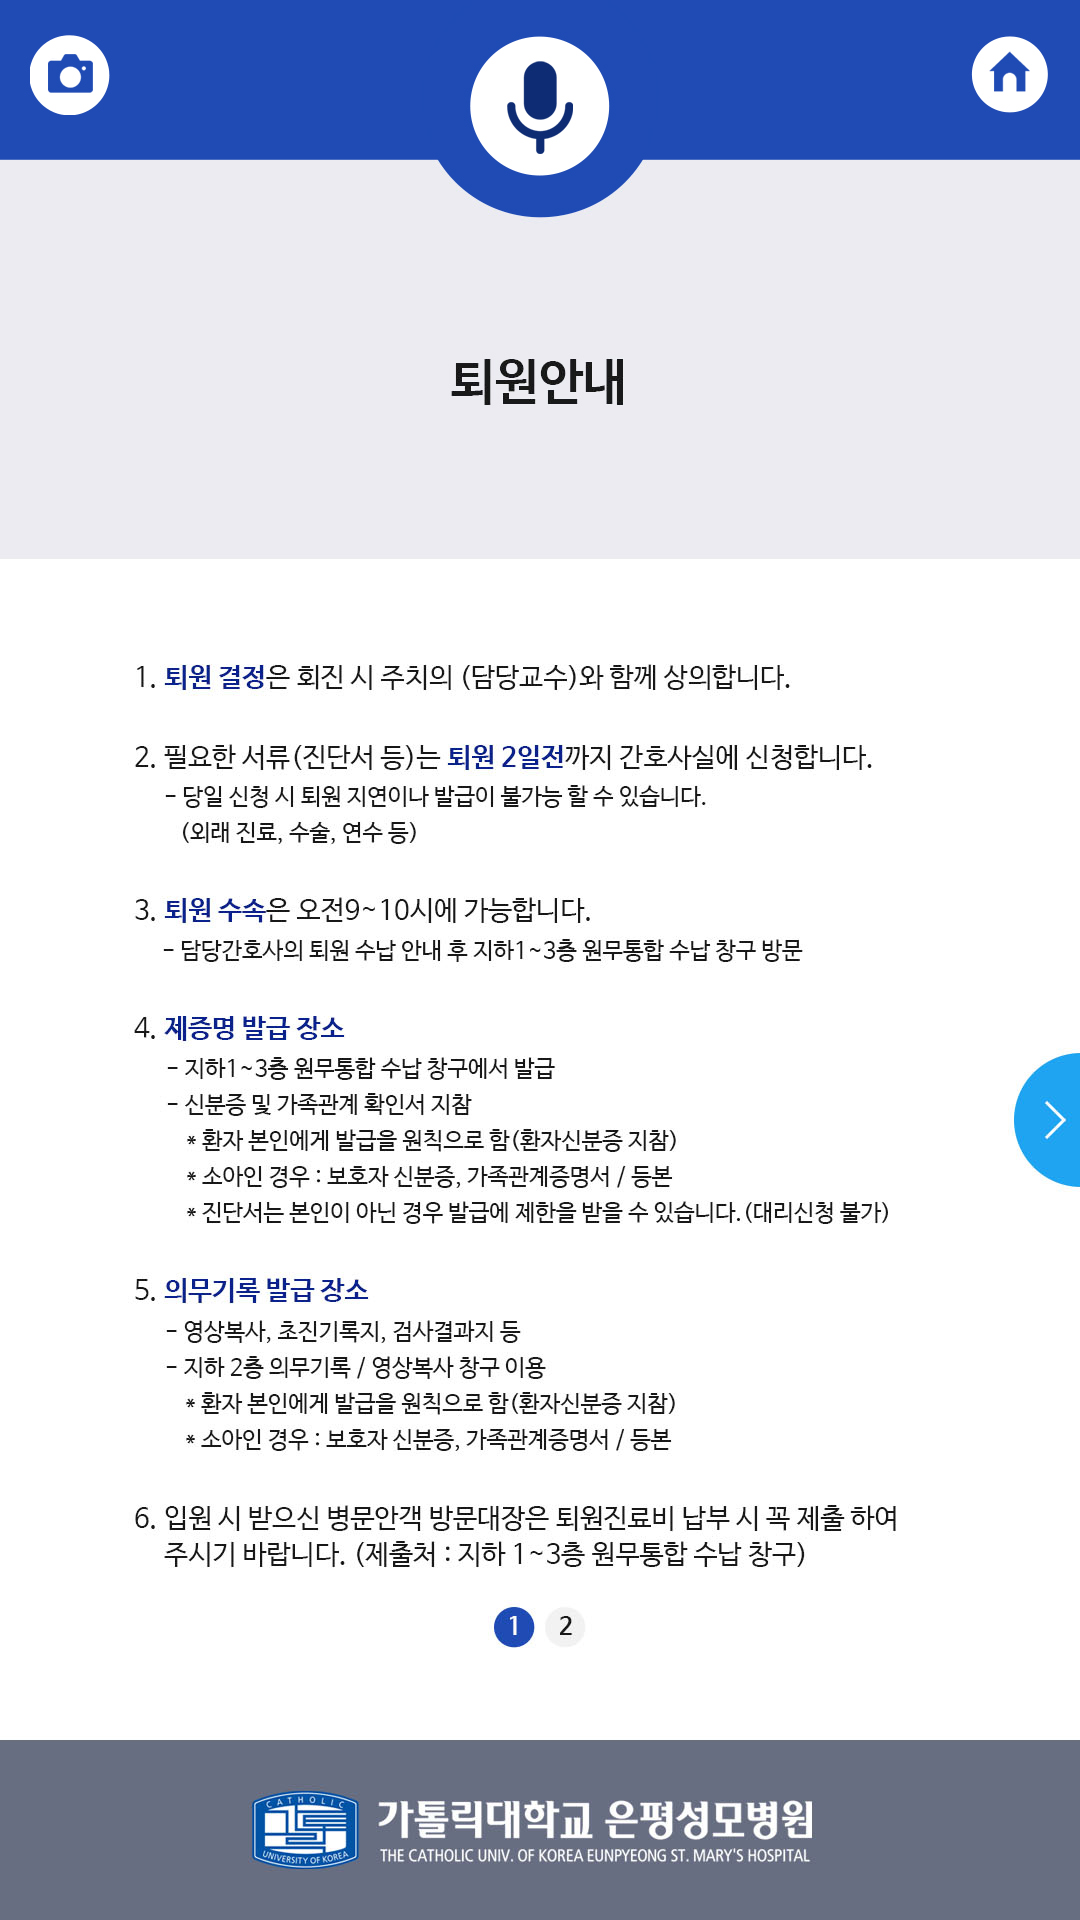 퇴원안내
1. 퇴원 결정은 회진 시 주치의 (담당교수)와 함께 상의합니다.
2. 필요한 서류(진단서 등)는 퇴원 2일전까지 간호사실에 신청합니다.
- 당일 신청 시 퇴원 지연이나 발급이 불가능 할 수 있습니다.
(외래 진료, 수술, 연수 등)
3. 퇴원 수속은 오전9~10시에 가능합니다.
- 담당간호사의 퇴원 수납 안내 후 지하1~3층 원무통합 수납 창구 방문
4. 제증명 발급 장소
- 지하1~3층 원무통합 수납 창구에서 발급
- 신분증 및 가족관계 확인서 지참
* 환자 본인에게 발급을 원칙으로 함(환자신분증 지참)
* 소아인 경우 : 보호자 신분증, 가족관계증명서 / 등본
* 진단서는 본인이 아닌 경우 발급에 제한을 받을 수 있습니다.(대리신청 불가)
5. 의무기록 발급 장소
- 영상복사, 초진기록지, 검사결과지 등
- 지하 2층 의무기록 / 영상복사 창구 이용
* 환자 본인에게 발급을 원칙으로 함(환자신분증 지참)
* 소아인 경우 : 보호자 신분증, 가족관계증명서 / 등본
6. 입원 시 받으신 병문안객 방문대장은 퇴원진료비 납부 시 꼭 제출 하여
주시기 바랍니다. (제출처 : 지하 1~3층 원무통합 수납 창구)
1 2
CATHOLIC
UNIVERSITY OF KOREA
가톨릭대학교 은평성모병원
THE CATHOLIC UNIV. OF KOREA EUNPYEONG ST. MARY'S HOSPITAL